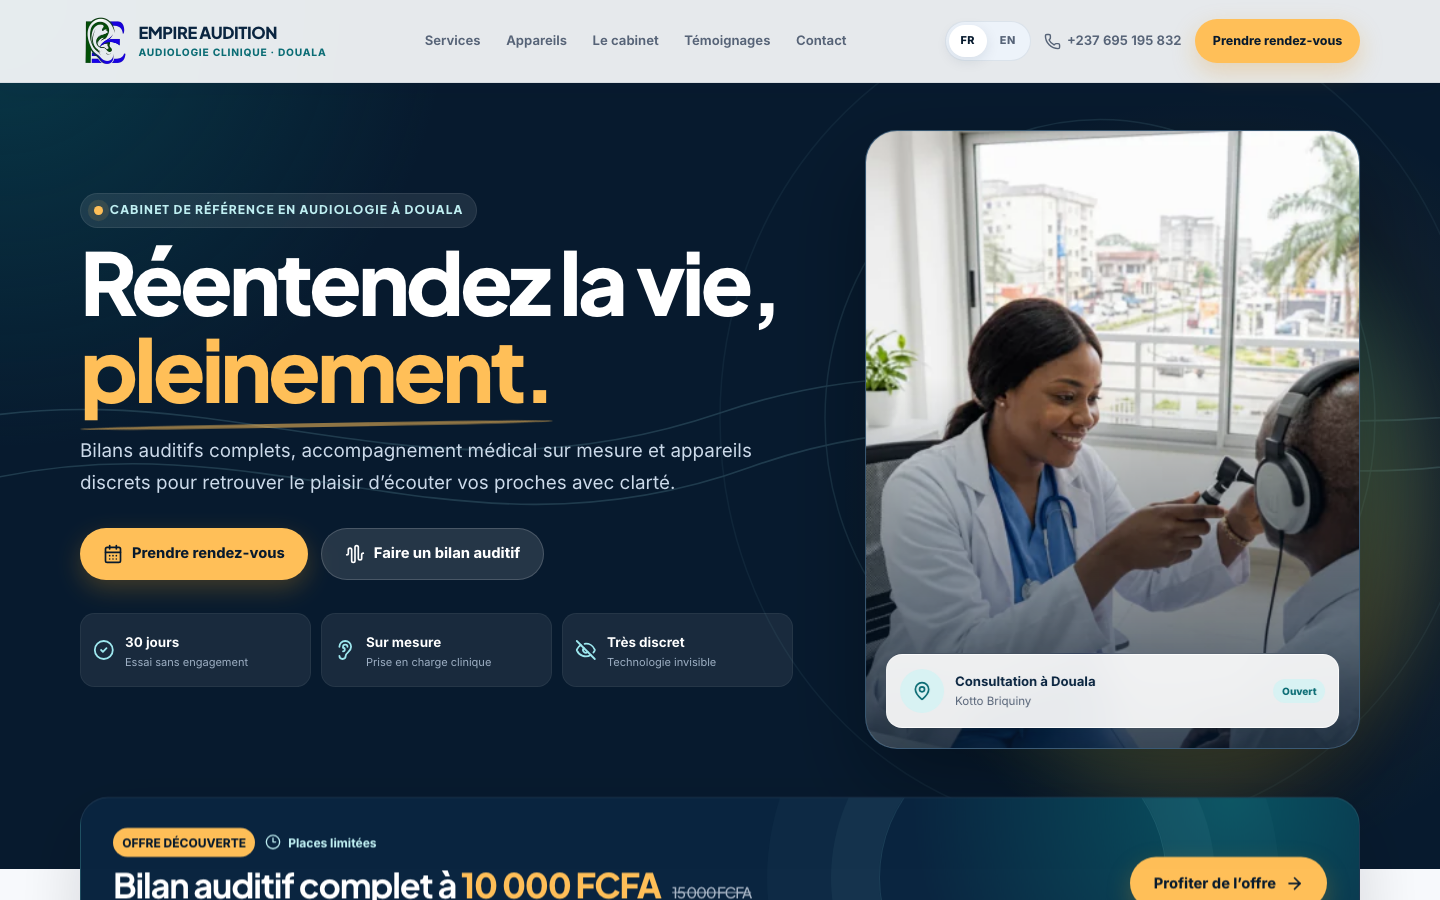 EMPIRE AUDITION
AUDIOLOGIE CLINIQUE · DOUALA
Services
Appareils
Le cabinet
Témoignages
Contact
FR
EN
+237 695 195 832
Prendre rendez-vous
CABINET DE RÉFÉRENCE EN AUDIOLOGIE À DOUALA
Réentendez la vie,
pleinement.
Bilans auditifs complets, accompagnement médical sur mesure et appareils
discrets pour retrouver le plaisir d’écouter vos proches avec clarté.
Prendre rendez-vous
Faire un bilan auditif
30 jours
Essai sans engagement
Sur mesure
Prise en charge clinique
Très discret
Technologie invisible
Consultation à Douala
Kotto Briquiny
Ouvert
OFFRE DÉCOUVERTE
Places limitées
Bilan auditif complet à 10 000 FCFA 15 000 FCFA
Profiter de l’offre